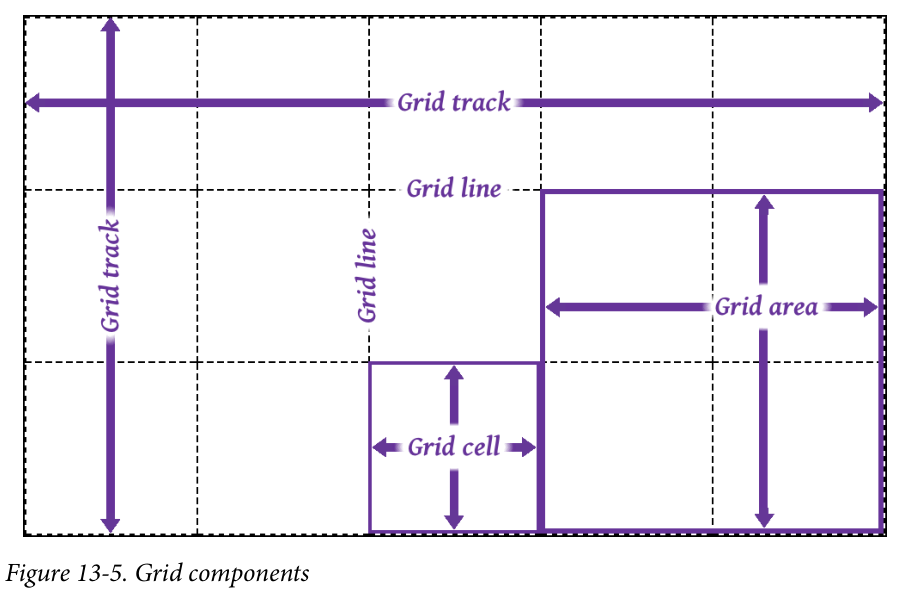 Grid track
Grid line
Grid track
Grid line
Grid area
Grid cell
Figure 13-5. Grid components